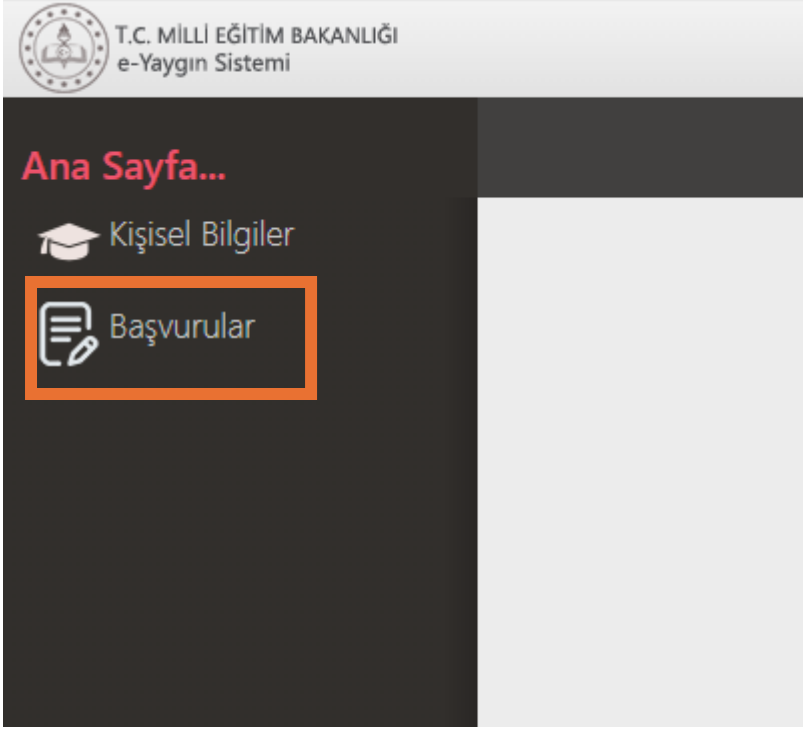 T.C. MİLLİ EĞİTİM BAKANLIĞI
e-Yaygın Sistemi
Ana Sayfa...
Kişisel Bilgiler
Başvurular